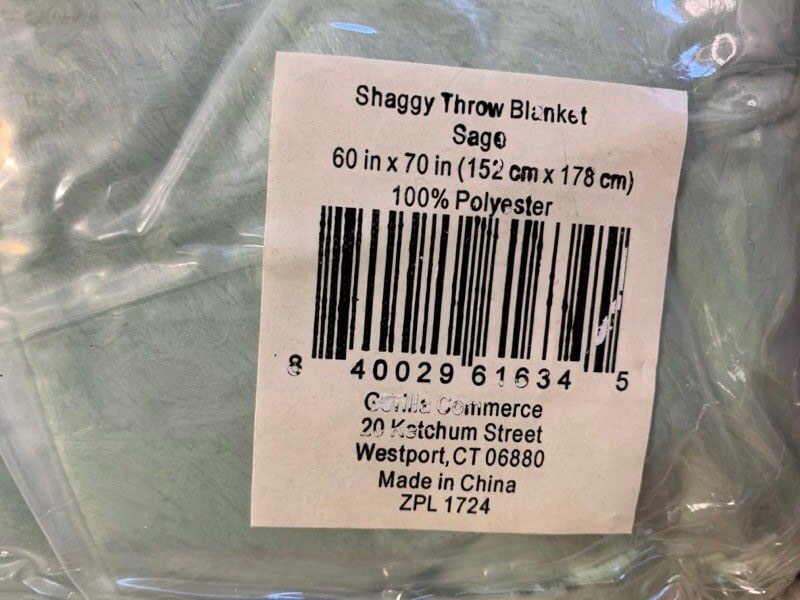 Shaggy Throw Blanket
Sage
60 in x 70 in (152 cm x 178 cm)
100% Polyester
8 40029 61634 5
Gorilla Commerce
20 Ketchum Street
Westport, CT 06880
Made in China
ZPL 1724